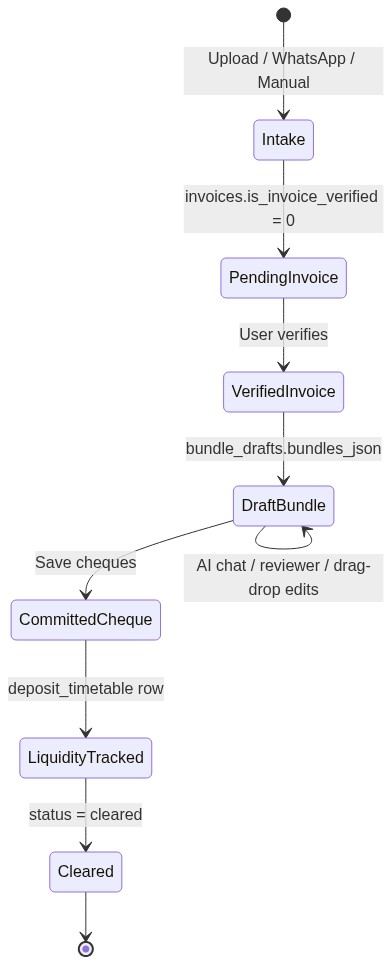 Upload / WhatsApp /
Manual
Intake
invoices.is_invoice_verified
= 0
PendingInvoice
User verifies
VerifiedInvoice
bundle_drafts.bundles_json
DraftBundle
AI chat / reviewer / drag-
drop edits
Save cheques
CommittedCheque
deposit_timetable row
LiquidityTracked
status = cleared
Cleared